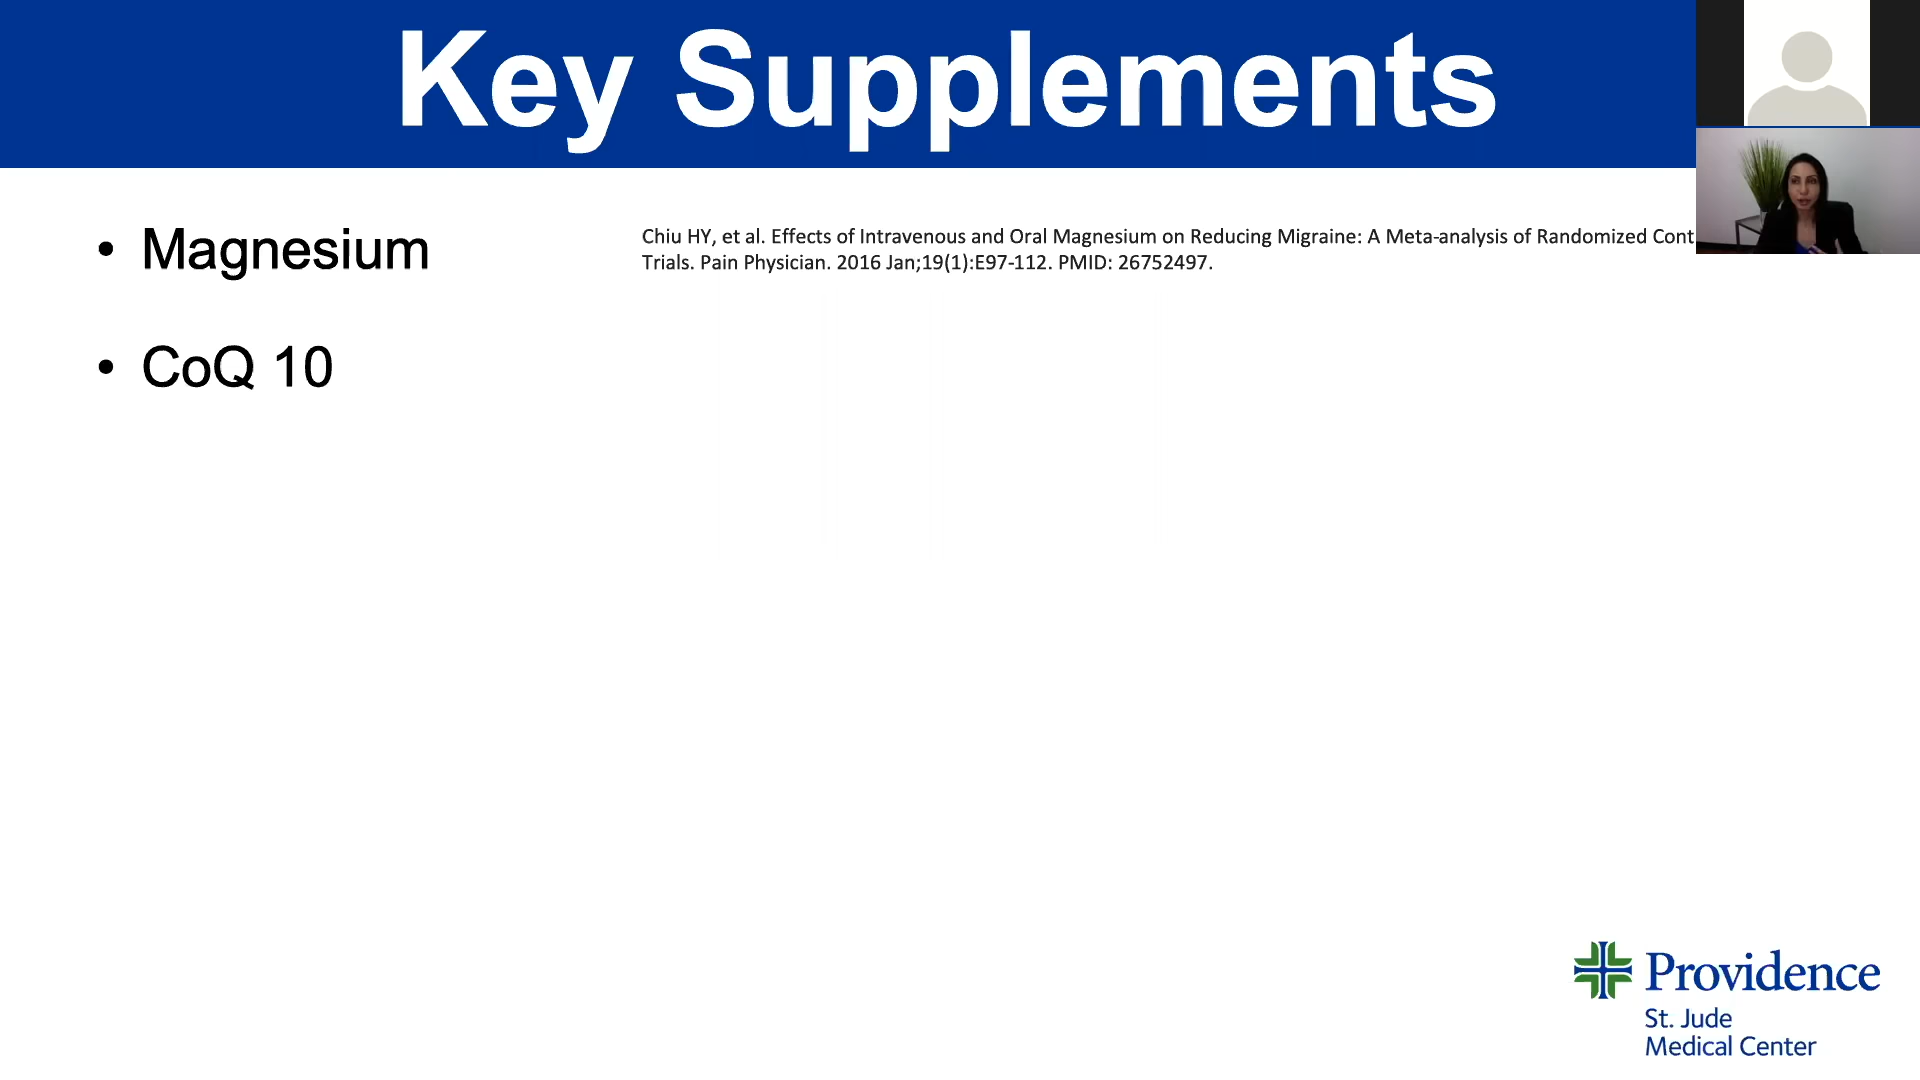 Key Supplements
• Magnesium
Chiu HY, et al. Effects of Intravenous and Oral Magnesium on Reducing Migraine: A Meta-analysis of Randomized Cont
Trials. Pain Physician. 2016 Jan;19(1):E97-112. PMID: 26752497.
• CoQ 10
Providence
St. Jude
Medical Center